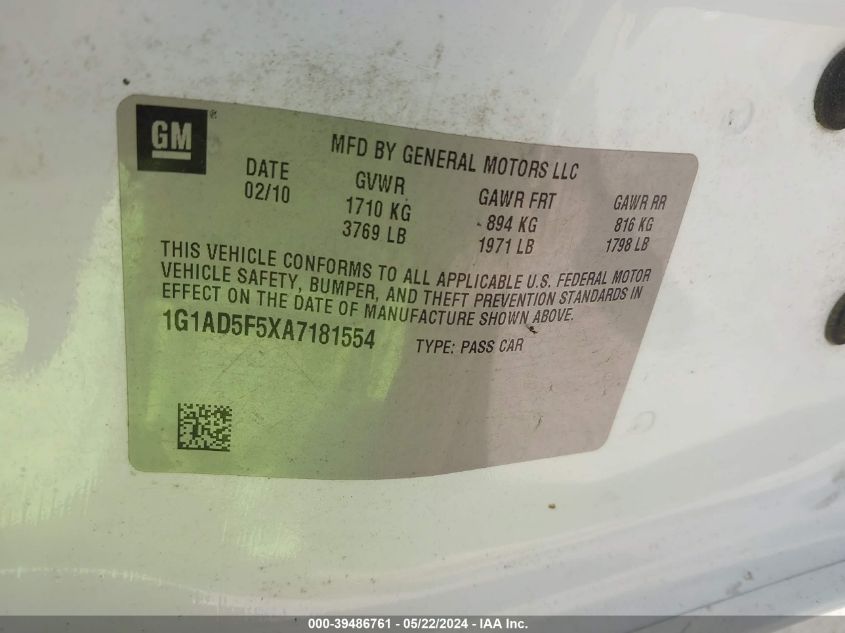 GM ®
MFD BY GENERAL MOTORS LLC
DATE GVWR GAWR FRT GAWR RR
02/10 1710 KG 894 KG 816 KG
3769 LB 1971 LB 1798 LB
THIS VEHICLE CONFORMS TO ALL APPLICABLE U.S. FEDERAL MOTOR
VEHICLE SAFETY, BUMPER, AND THEFT PREVENTION STANDARDS IN
EFFECT ON THE DATE OF MANUFACTURE SHOWN ABOVE.
1G1AD5F5XA7181554 TYPE: PASS CAR
000-39486761 - 05/22/2024 - IAA Inc.